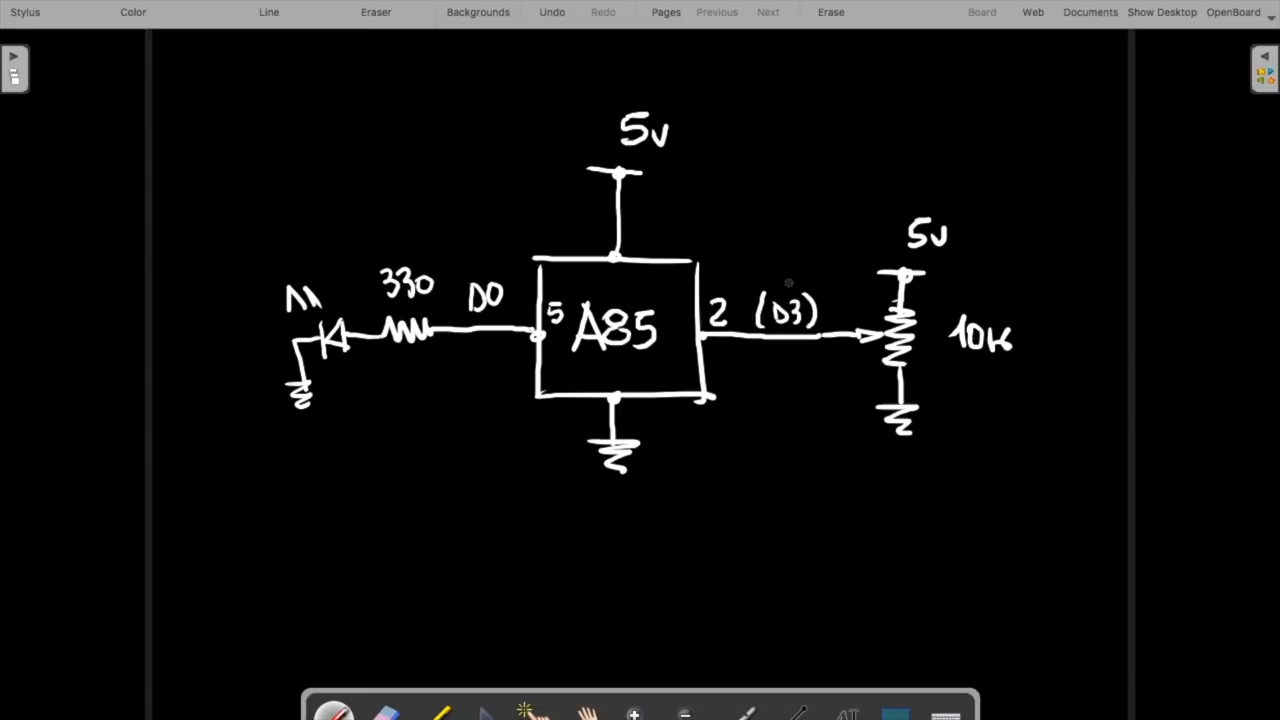 Stylus Color Line Eraser Backgrounds Undo Redo Pages Previous Next Erase Board Web Documents Show Desktop OpenBoard
5v
5v
330
D0
5
A85
2 (D3)
10k